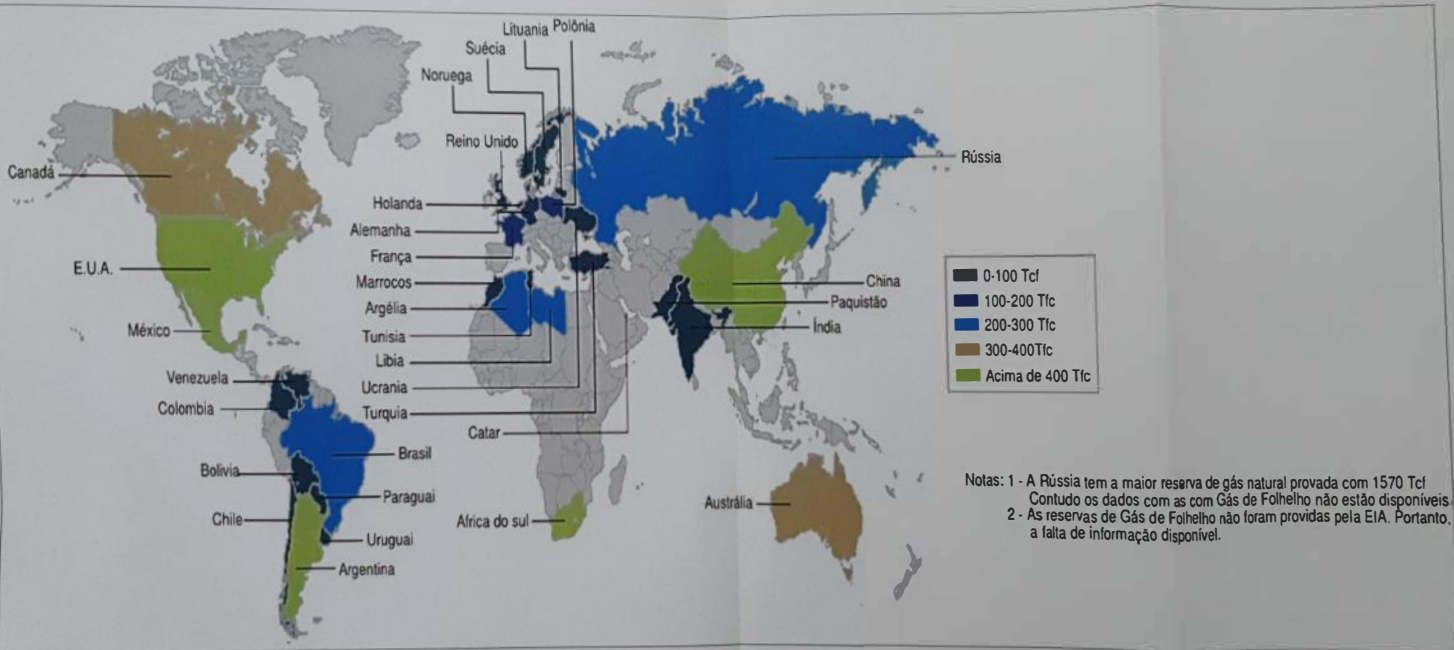 Lituania Polônia
Suécia
Noruega
Reino Unido
Rússia
Canadá
Holanda
Alemanha
França
E.U.A.
Marrocos
China
Argélia
Paquistão
México
Tunisia
Índia
Libia
Venezuela
Ucrania
Colombia
Turquia
Catar
Brasil
Bolivia
Paraguai
Austrália
Chile
Africa do sul
Uruguai
Argentina
0-100 Tcf
100-200 Tfc
200-300 Tfc
300-400Tfc
Acima de 400 Tfc
Notas: 1 - A Rússia tem a maior reserva de gás natural provada com 1570 Tcf
Contudo os dados com as com Gás de Folhelho não estão disponíveis
2 - As reservas de Gás de Folhelho não foram providas pela EIA. Portanto,
a falta de informação disponível.